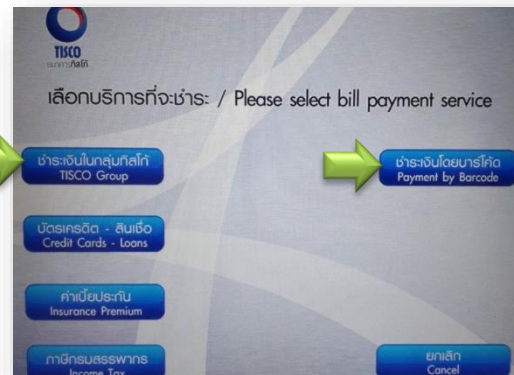 TISCO
ธนาคารทิสโก้
เลือกบริการที่จะชำระ / Please select bill payment service
ชำระเงินในกลุ่มทิสโก้
TISCO Group
ชำระเงินโดยบาร์โค้ด
Payment by Barcode
บัตรเครดิต - สินเชื่อ
Credit Cards - Loans
ค่าเบี้ยประกัน
Insurance Premium
ภาษีกรมสรรพากร
Income Tax
ยกเลิก
Cancel